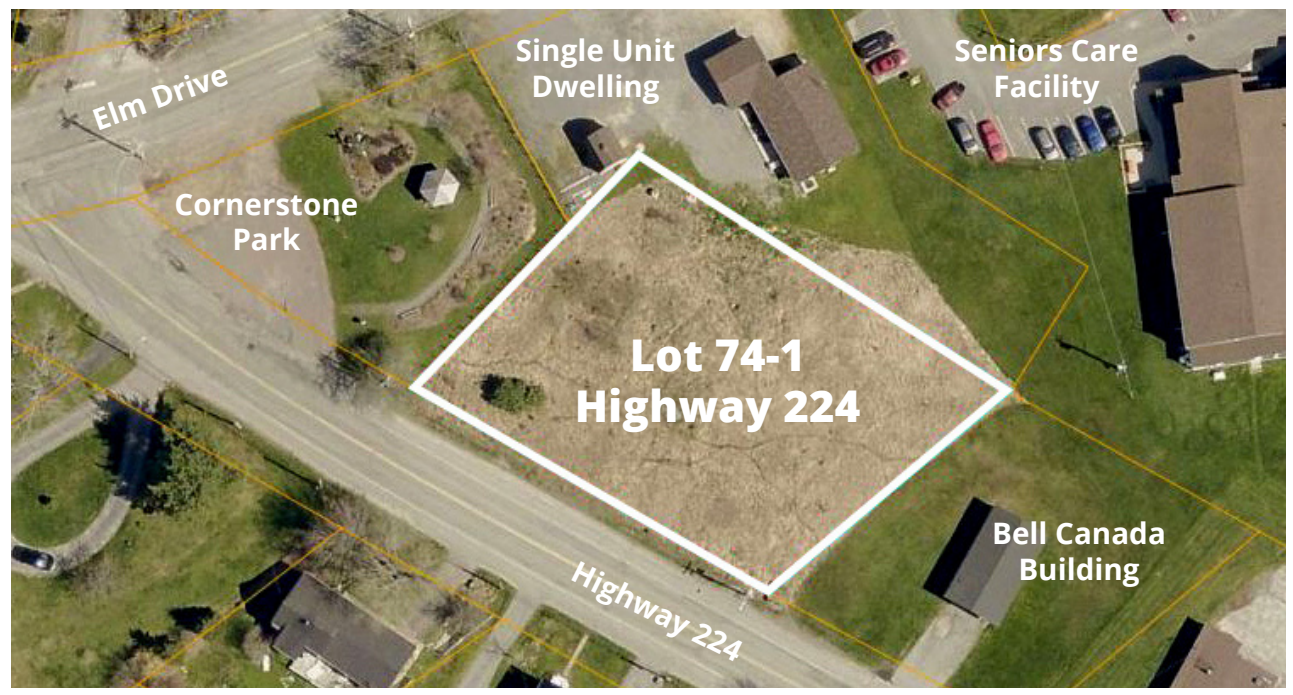 Elm Drive
Single Unit
Dwelling
Seniors Care
Facility
Cornerstone
Park
Lot 74-1
Highway 224
Bell Canada
Building
Highway 224